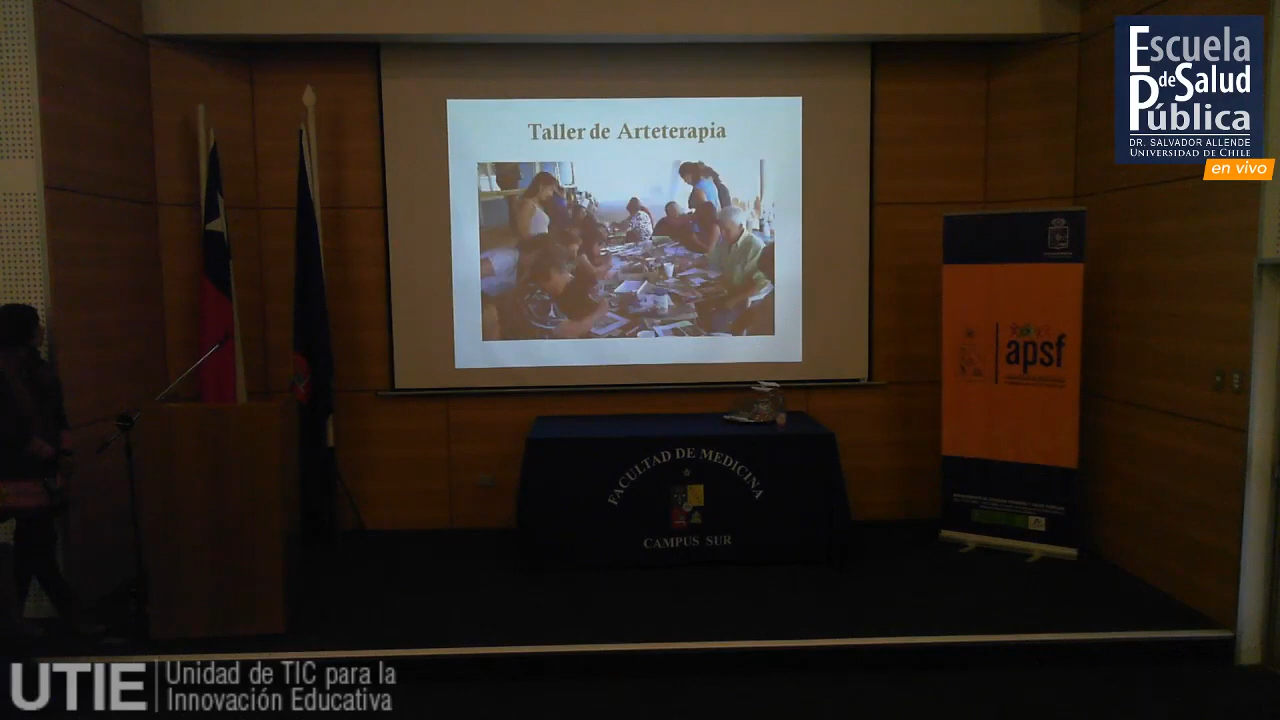 Escuela
de Salud
Pública
DR. SALVADOR ALLENDE
UNIVERSIDAD DE CHILE
en vivo
Taller de Arteterapia
apsf
FACULTAD DE MEDICINA
CAMPUS SUR
UTIE
Unidad de TIC para la
Innovación Educativa